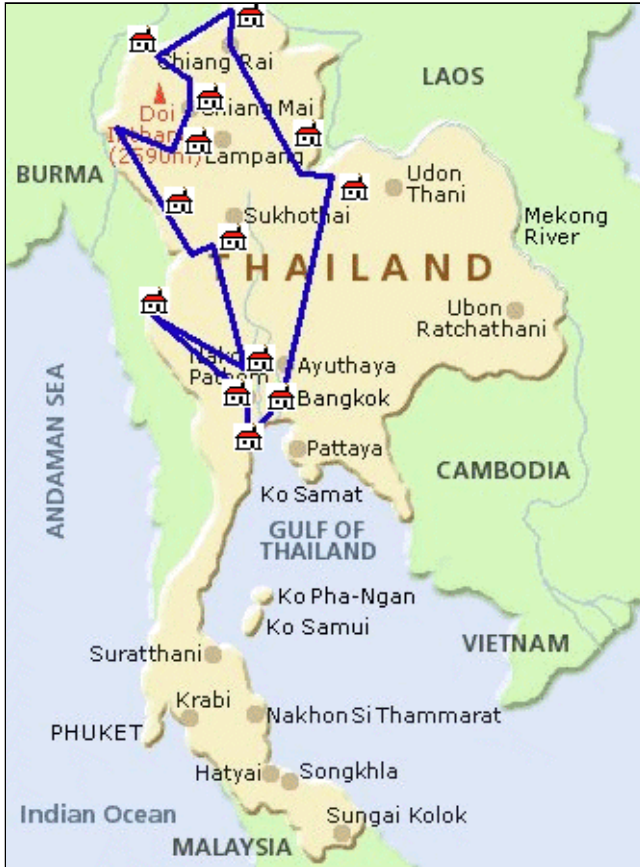 LAOS
Chiang Rai
Chiang Mai
Doi
(2590m)
Lampang
BURMA
Udon
Thani
Mekong
River
Sukhothai
THAILAND
Ubon
Ratchathani
Ayuthaya
Bangkok
Pattaya
Ko Samat
ANDAMAN SEA
CAMBODIA
GULF OF
THAILAND
Ko Pha-Ngan
Ko Samui
VIETNAM
Suratthani
Krabi
Nakhon Si Thammarat
PHUKET
Hatyai
Songkhla
Indian Ocean
Sungai Kolok
MALAYSIA